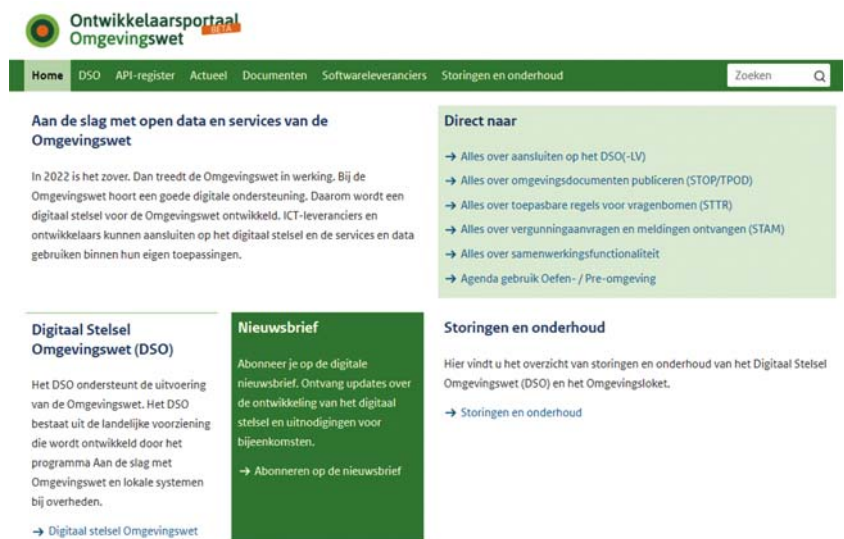 Ontwikkelaarsportaal
BETA
Omgevingswet
Home DSO API-register Actueel Documenten Softwareleveranciers Storingen en onderhoud Zoeken
Aan de slag met open data en services van de
Omgevingswet
In 2022 is het zover. Dan treedt de Omgevingswet in werking. Bij de
Omgevingswet hoort een goede digitale ondersteuning. Daarom wordt een
digitaal stelsel voor de Omgevingswet ontwikkeld. ICT-leveranciers en
ontwikkelaars kunnen aansluiten op het digitaal stelsel en de services en data
gebruiken binnen hun eigen toepassingen.
Direct naar
→ Alles over aansluiten op het DSO(-LV)
→ Alles over omgevingsdocumenten publiceren (STOP/TPOD)
→ Alles over toepasbare regels voor vragenbomen (STTR)
→ Alles over vergunningaanvragen en meldingen ontvangen (STAM)
→ Alles over samenwerkingsfunctionaliteit
→ Agenda gebruik Oefen- / Pre-omgeving
Digitaal Stelsel
Omgevingswet (DSO)
Het DSO ondersteunt de uitvoering
van de Omgevingswet. Het DSO
bestaat uit de landelijke voorziening
die wordt ontwikkeld door het
programma Aan de slag met
Omgevingswet en lokale systemen
bij overheden.
→ Digitaal stelsel Omgevingswet
Nieuwsbrief
Abonneer je op de digitale
nieuwsbrief. Ontvang updates over
de ontwikkeling van het digitaal
stelsel en uitnodigingen voor
bijeenkomsten.
→ Abonneren op de nieuwsbrief
Storingen en onderhoud
Hier vindt u het overzicht van storingen en onderhoud van het Digitaal Stelsel
Omgevingswet (DSO) en het Omgevingsloket.
→ Storingen en onderhoud